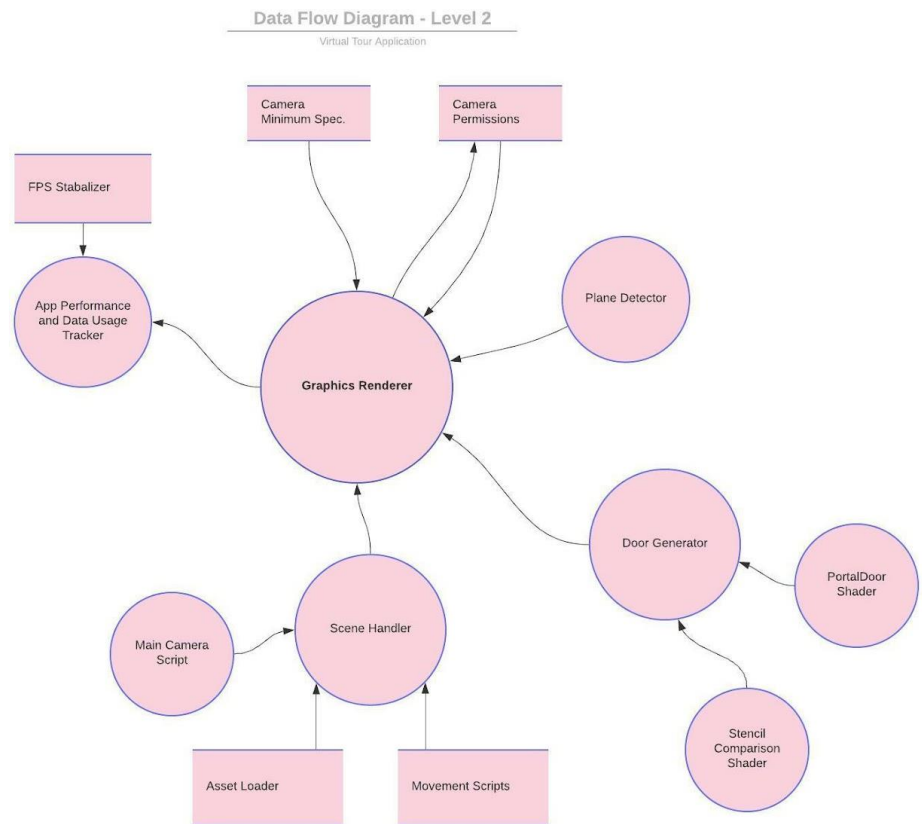 Data Flow Diagram - Level 2
Virtual Tour Application
Camera
Minimum Spec.
Camera
Permissions
FPS Stabalizer
Plane Detector
App Performance
and Data Usage
Tracker
Graphics Renderer
Door Generator
PortalDoor
Shader
Scene Handler
Main Camera
Script
Stencil
Comparison
Shader
Asset Loader
Movement Scripts